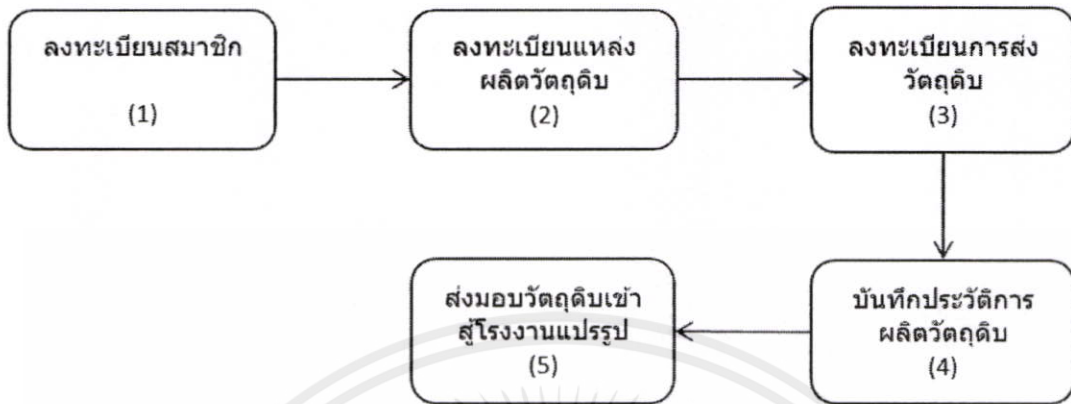 ลงทะเบียนสมาชิก
(1)
ลงทะเบียนแหล่ง
ผลิตวัตถุดิบ
(2)
ลงทะเบียนการส่ง
วัตถุดิบ
(3)
บันทึกประวัติการ
ผลิตวัตถุดิบ
(4)
ส่งมอบวัตถุดิบเข้า
สู่โรงงานแปรรูป
(5)